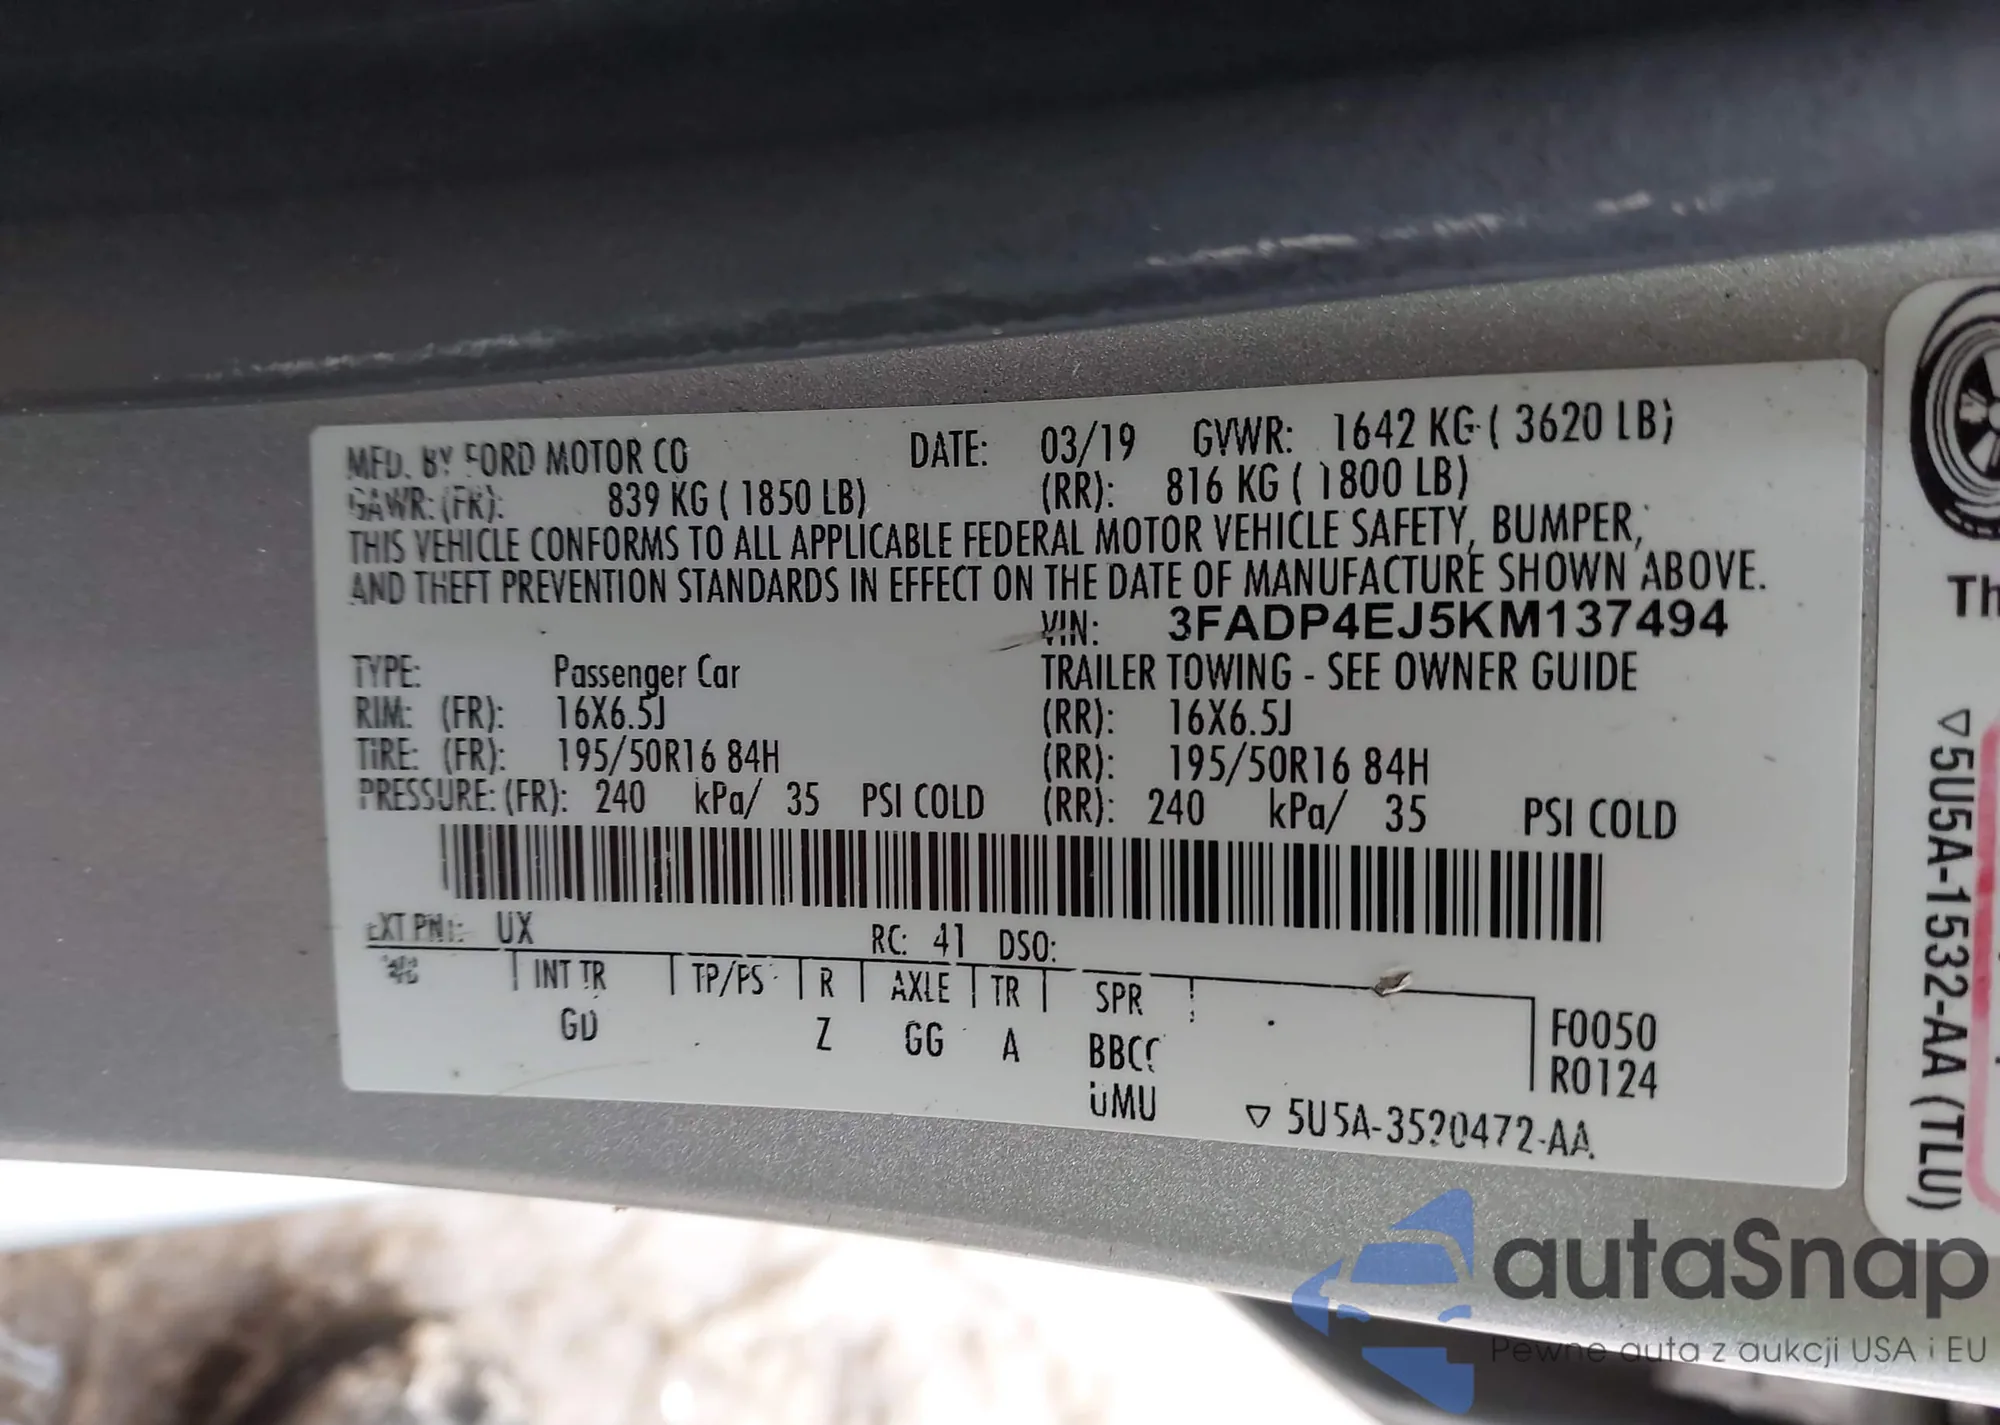 MFD. BY FORD MOTOR CO DATE: 03/19 GVWR: 1642 KG ( 3620 LB)
GAWR: (FR): 839 KG ( 1850 LB) (RR): 816 KG ( 1800 LB)
THIS VEHICLE CONFORMS TO ALL APPLICABLE FEDERAL MOTOR VEHICLE SAFETY, BUMPER,
AND THEFT PREVENTION STANDARDS IN EFFECT ON THE DATE OF MANUFACTURE SHOWN ABOVE.
VIN: 3FADP4EJ5KM137494
TYPE: Passenger Car TRAILER TOWING - SEE OWNER GUIDE
RIM: (FR): 16X6.5J (RR): 16X6.5J
TIRE: (FR): 195/50R16 84H (RR): 195/50R16 84H
PRESSURE: (FR): 240 kPa/ 35 PSI COLD (RR): 240 kPa/ 35 PSI COLD
EXT PNT: UX RC: 41 DSO:
INT TR TP/PS R AXLE TR SPR
GD Z GG A BBCC
UMU
F0050
R0124
▽ 5U5A-3520472-AA
Th
▽5U5A-1532-AA (TLU)
autaSnap
Pewne auta z aukcji USA i EU